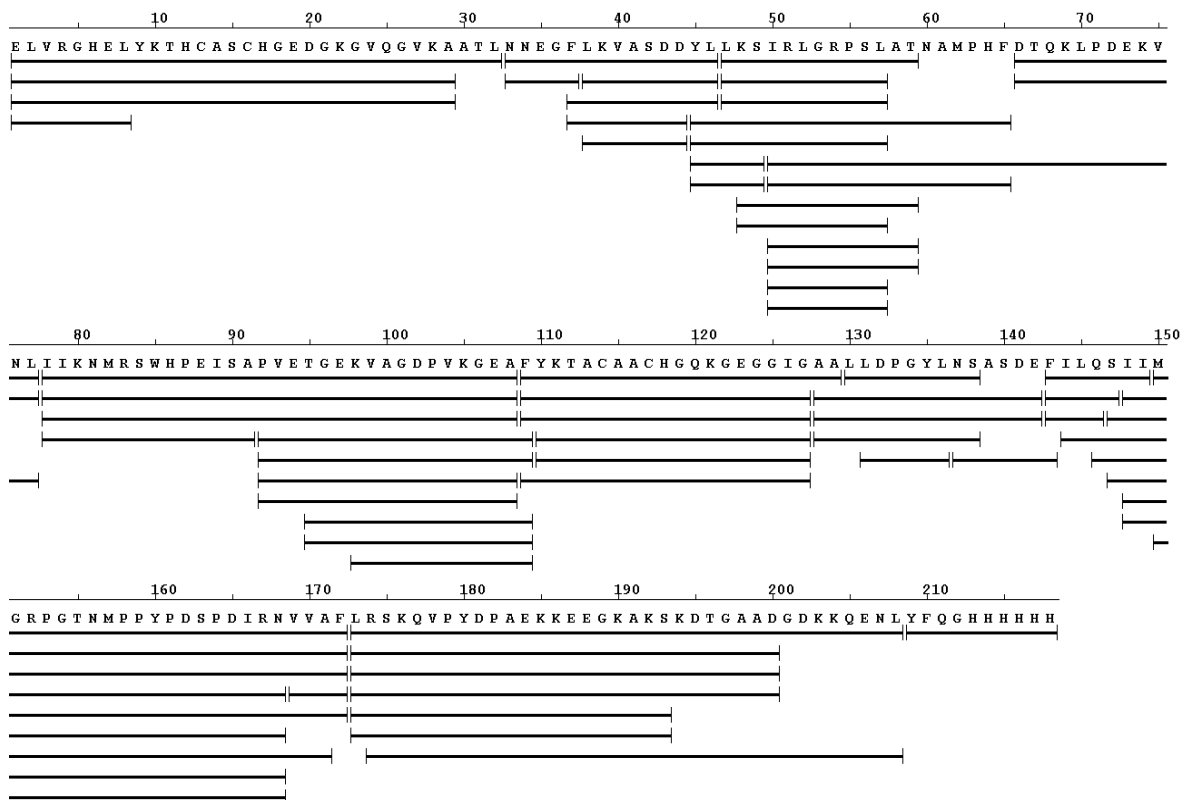 10 20 30 40 50 60 70
E L V R G H E L Y K T H C A S C H G E D G K G V Q G V K A A T L N N E G F L K V A S D D Y L L K S I R L G R P S L A T N A M P H F D T Q K L P D E K V
80 90 100 110 120 130 140 150
N L I I K N M R S W H P E I S A P V E T G E K V A G D P V K G E A F Y K T A C A A C H G Q K G E G G I G A A L L D P G Y L N S A S D E F I L Q S I I M
160 170 180 190 200 210
G R P G T N M P P Y P D S P D I R N V V A F L R S K Q V P Y D P A E K K E E G K A K S K D T G A A D G D K K Q E N L Y F Q G H H H H H H